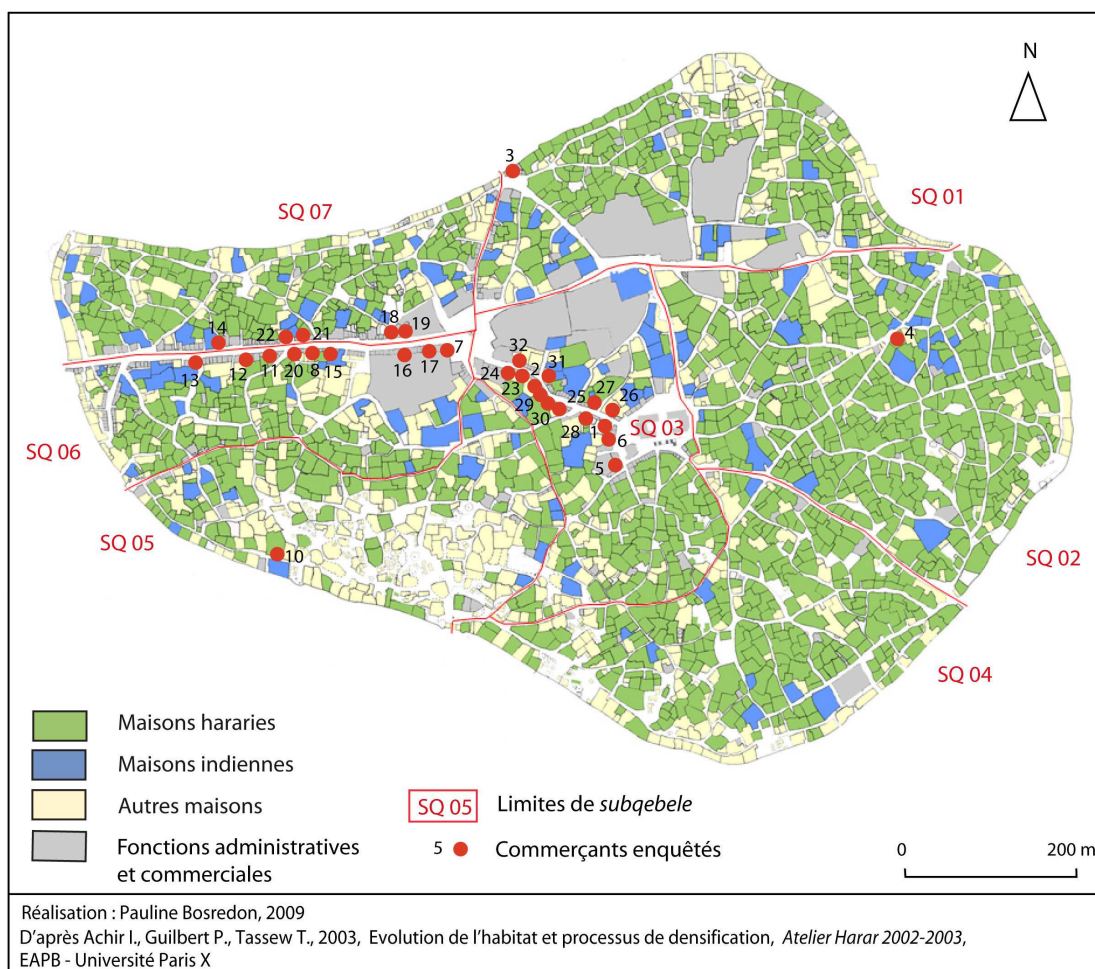 N
3
SQ 01
SQ 07
18
19
4
14
22
21
32
7
31
24
2
16
17
13
12
11
20
8
15
23
27
26
29
25
30
28
1
SQ 03
6
SQ 06
5
SQ 05
10
SQ 02
SQ 04
Maisons hararies
Maisons indiennes
Autres maisons
SQ 05 Limites de subqebele
Fonctions administratives
et commerciales
5 Commerçants enquêtés
0 200 m
Réalisation : Pauline Bosredon, 2009
D'après Achir I., Guilbert P., Tassew T., 2003, Evolution de l'habitat et processus de densification, Atelier Harar 2002-2003,
EAPB - Université Paris X